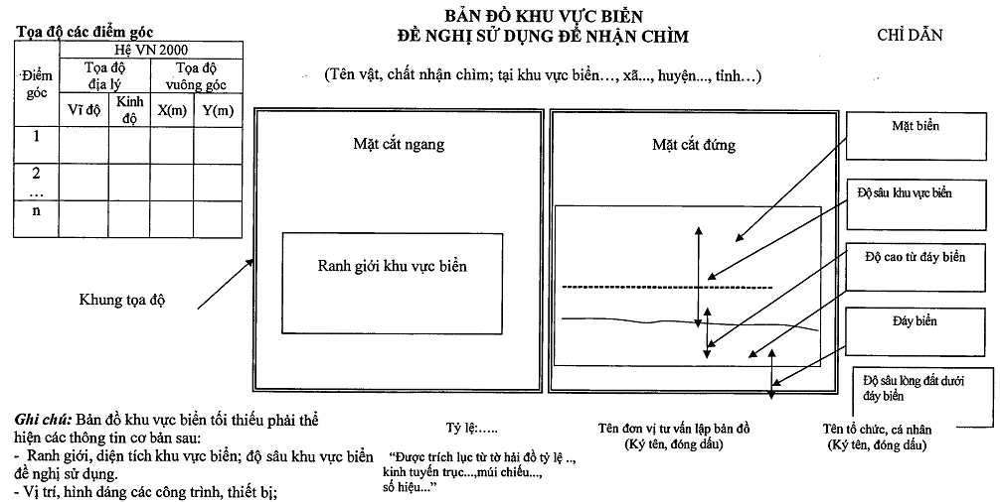 BẢN ĐỒ KHU VỰC BIỂN
ĐỀ NGHỊ SỬ DỤNG ĐỂ NHẬN CHÌM
CHỈ DẪN
(Tên vật, chất nhận chìm; tại khu vực biển…, xã..., huyện..., tỉnh…)
Tọa độ các điểm góc
Hệ VN 2000
Điểm góc
Tọa độ địa lý
Tọa độ vuông góc
Vĩ độ
Kinh độ
X(m)
Y(m)
1
2
…
n
Khung tọa độ
Mặt cắt ngang
Ranh giới khu vực biển
Mặt cắt đứng
Mặt biển
Độ sâu khu vực biển
Độ cao từ đáy biển
Đáy biển
Độ sâu lòng đất dưới
đáy biển
Ghi chú: Bản đồ khu vực biển tối thiếu phải thể
hiện các thông tin cơ bản sau:
- Ranh giới, diện tích khu vực biển; độ sâu khu vực biển
đề nghị sử dụng.
- Vị trí, hình dáng các công trình, thiết bị;
Tỷ lệ:…..
“Được trích lục từ tờ hải đồ tỷ lệ ..,
kinh tuyến trục...,múi chiếu...,
số hiệu...”
Tên đơn vị tư vấn lập bản đồ
(Ký tên, đóng dấu)
Tên tổ chức, cá nhân
(Ký tên, đóng dấu)